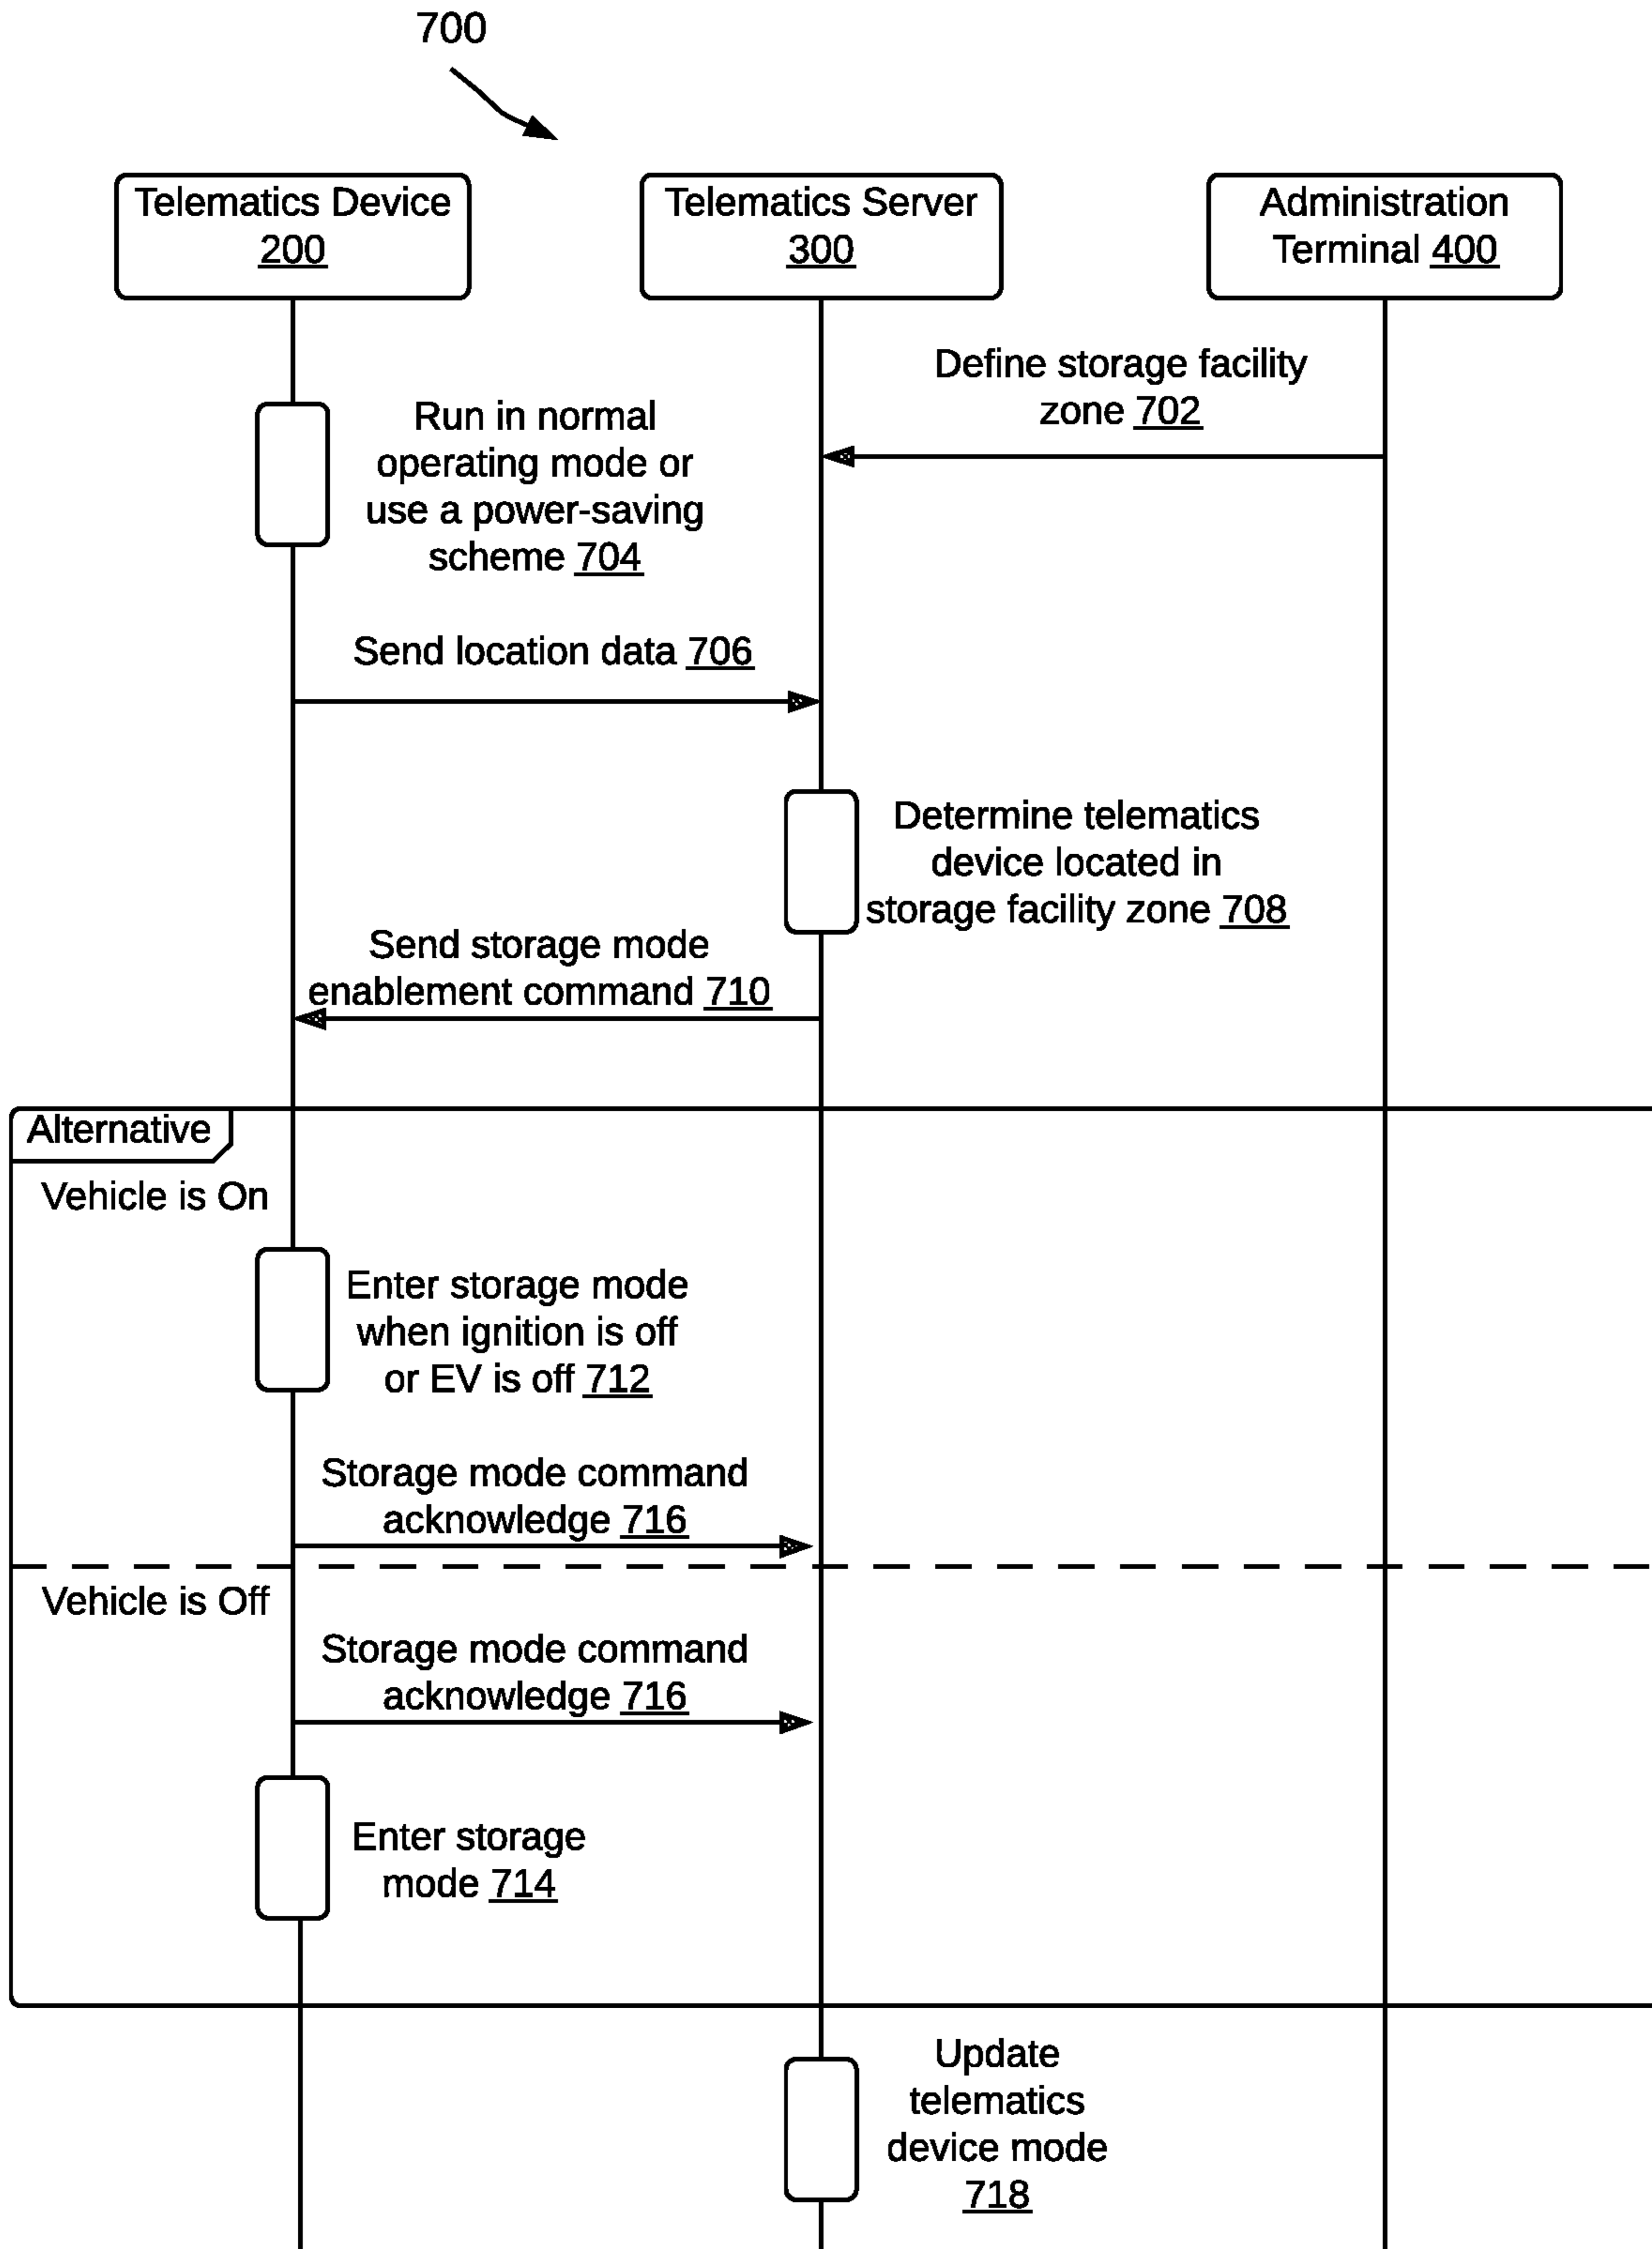 700
Telematics Device
200
Telematics Server
300
Administration
Terminal 400
Define storage facility
zone 702
Run in normal
operating mode or
use a power-saving
scheme 704
Send location data 706
Determine telematics
device located in
storage facility zone 708
Send storage mode
enablement command 710
Alternative
Vehicle is On
Enter storage mode
when ignition is off
or EV is off 712
Storage mode command
acknowledge 716
Vehicle is Off
Storage mode command
acknowledge 716
Enter storage
mode 714
Update
telematics
device mode
718